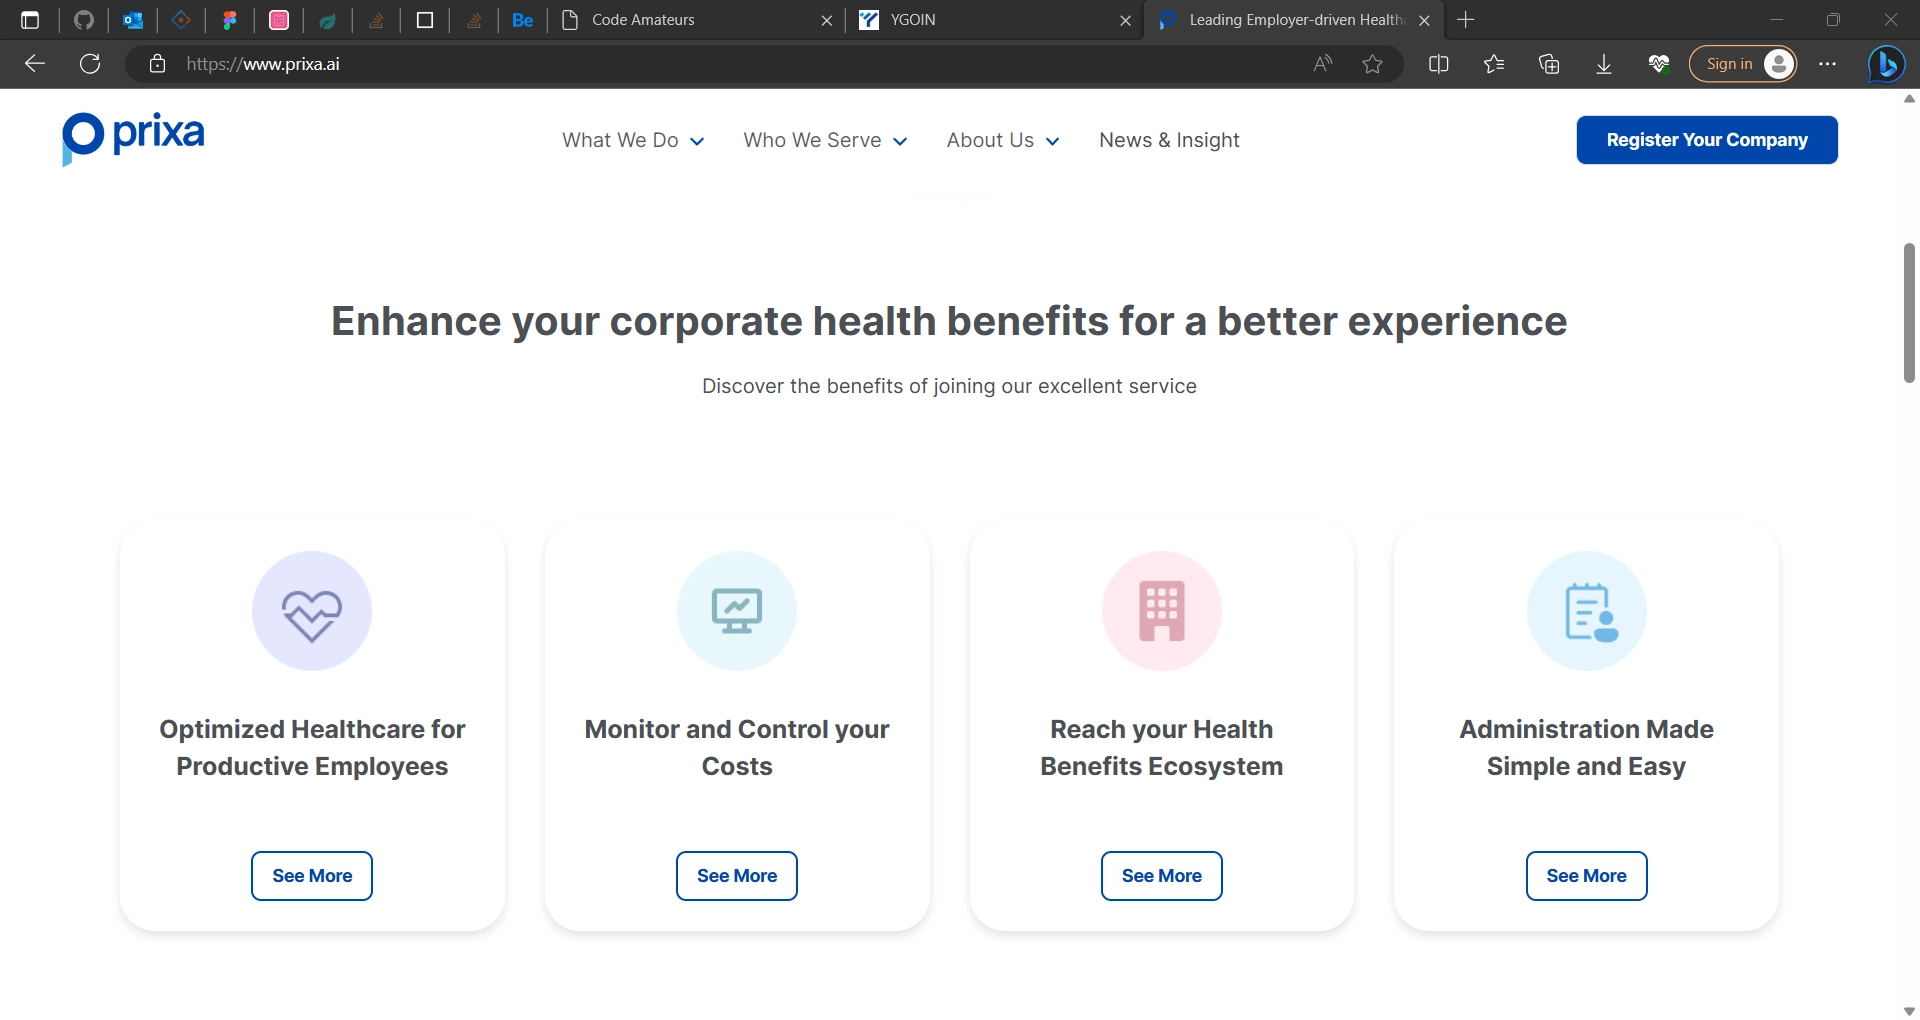 Be
Code Amateurs
YGOIN
Leading Employer-driven Health
https://www.prixa.ai
A
Sign in
prixa
What We Do
Who We Serve
About Us
News & Insight
Register Your Company
Enhance your corporate health benefits for a better experience
Discover the benefits of joining our excellent service
Optimized Healthcare for
Productive Employees
See More
Monitor and Control your
Costs
See More
Reach your Health
Benefits Ecosystem
See More
Administration Made
Simple and Easy
See More